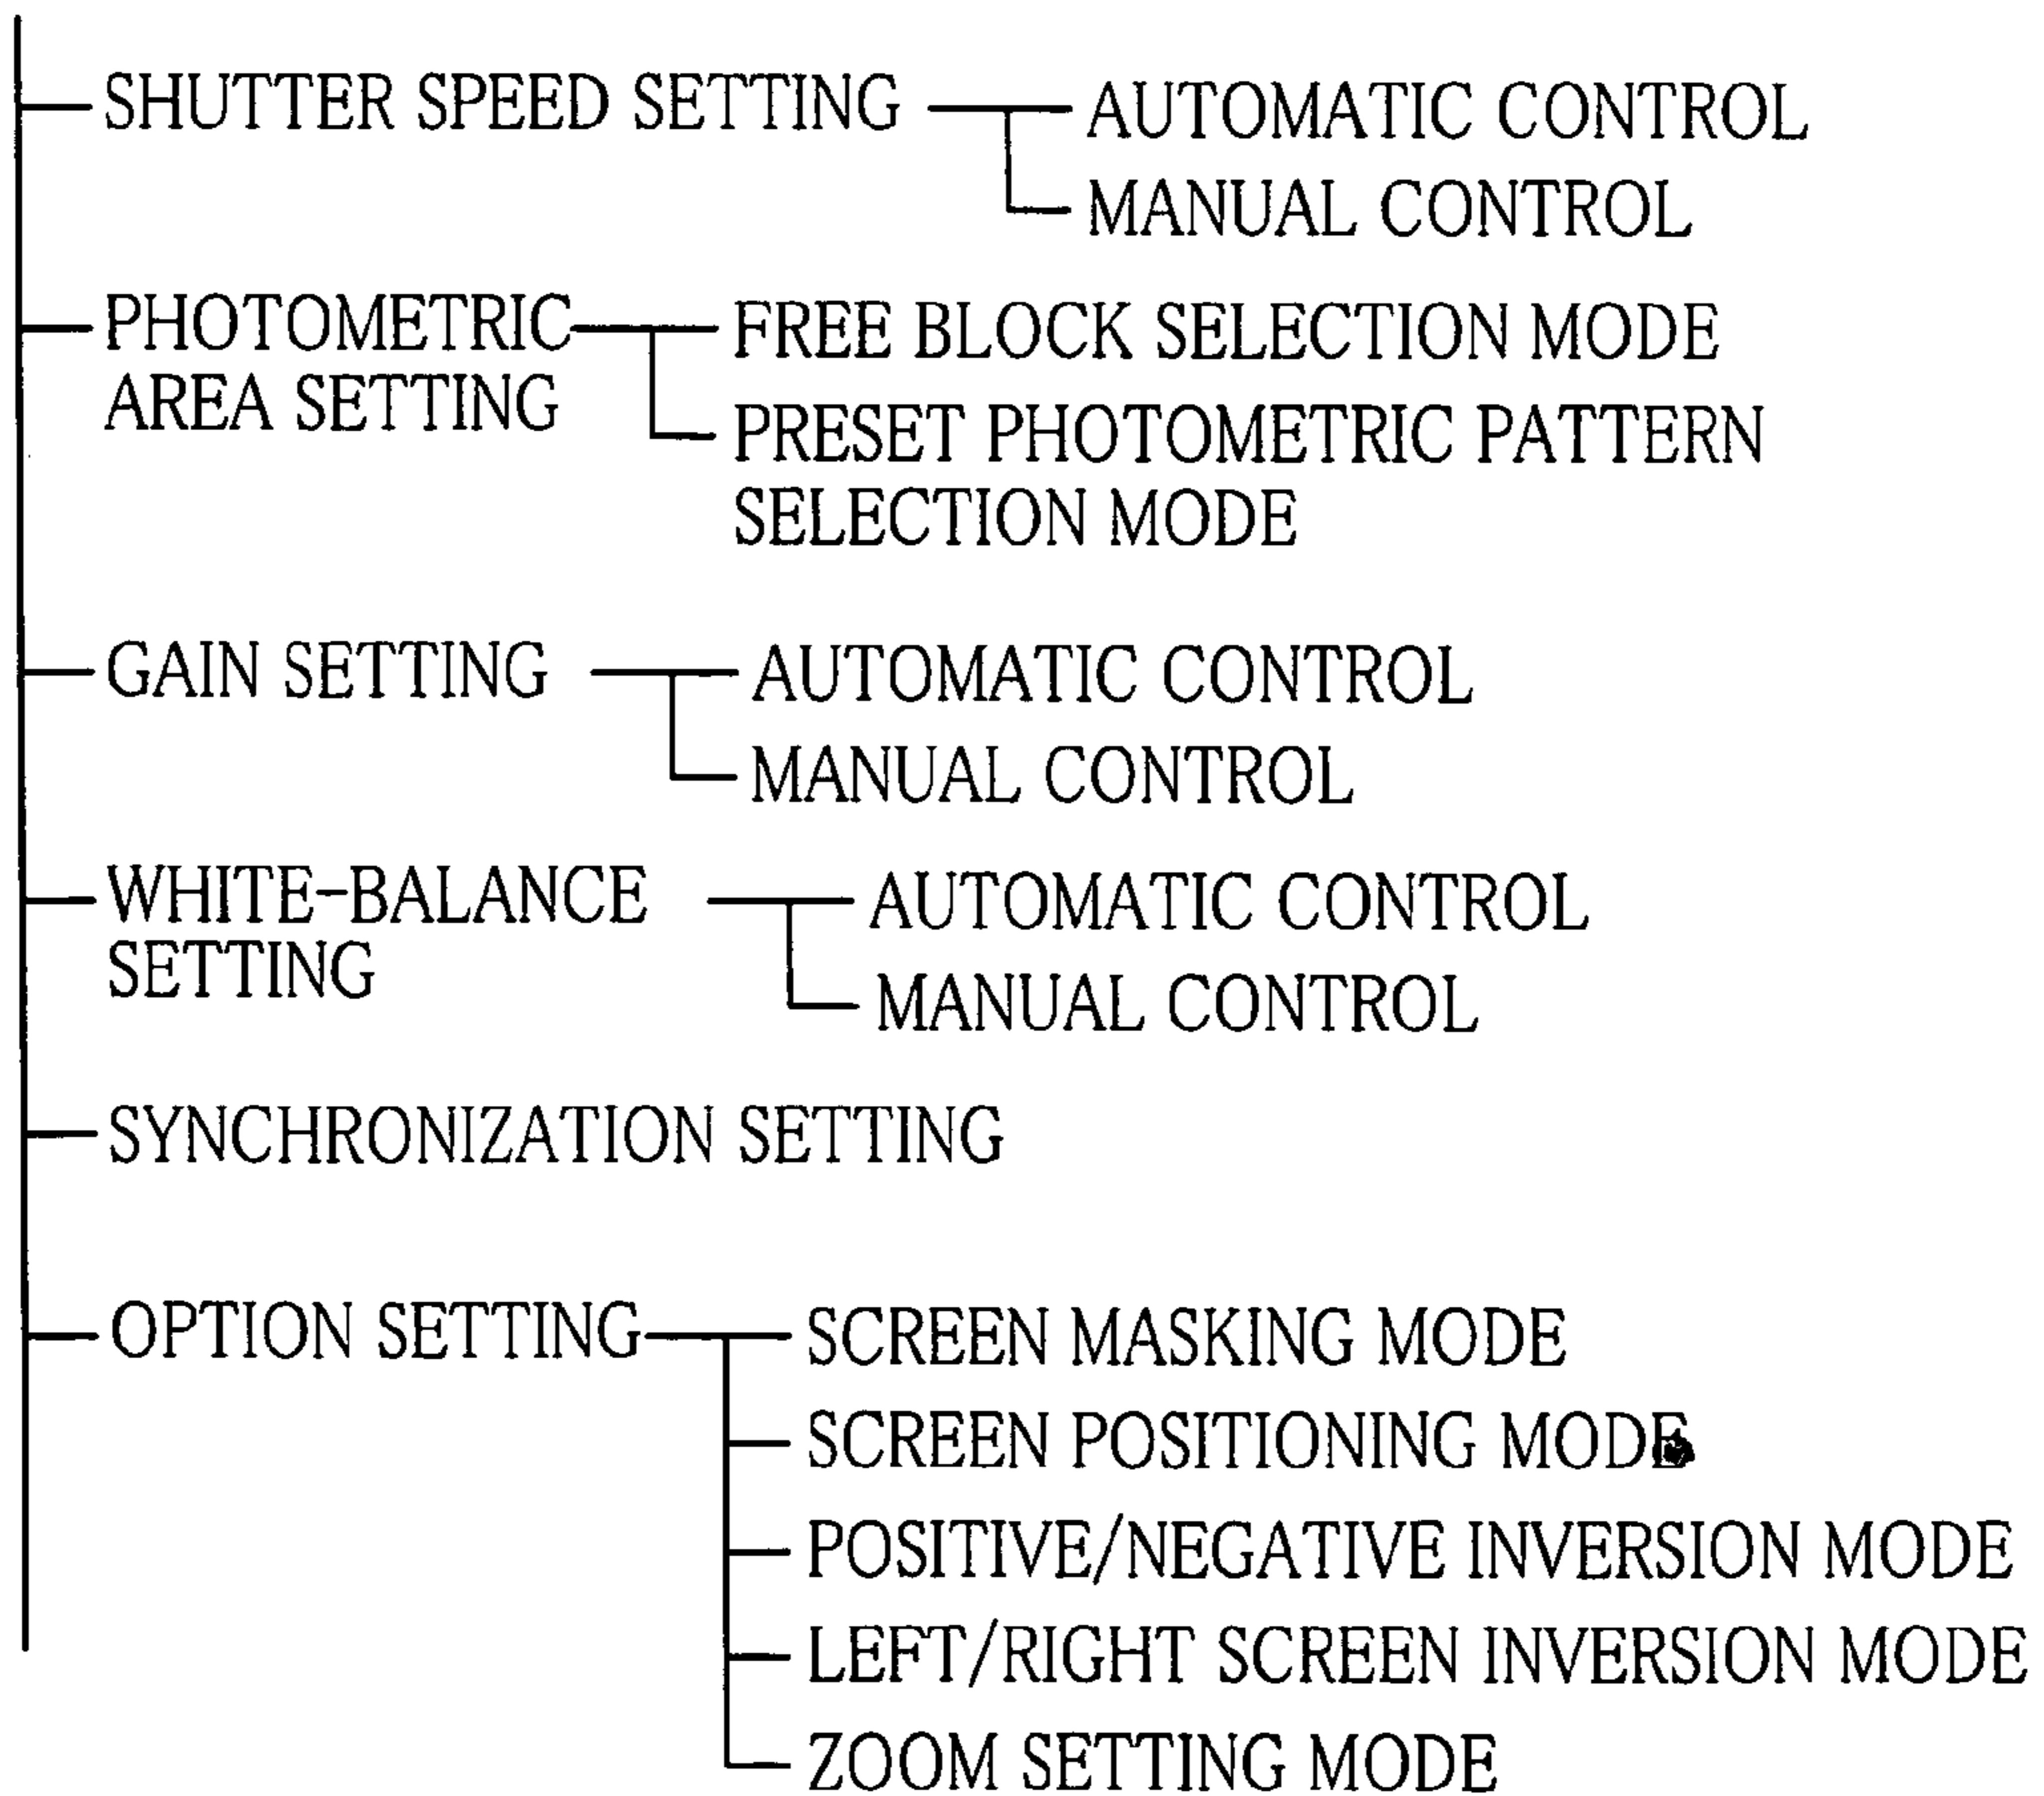 SHUTTER SPEED SETTING
AUTOMATIC CONTROL
MANUAL CONTROL
PHOTOMETRIC
AREA SETTING
FREE BLOCK SELECTION MODE
PRESET PHOTOMETRIC PATTERN
SELECTION MODE
GAIN SETTING
AUTOMATIC CONTROL
MANUAL CONTROL
WHITE-BALANCE
SETTING
AUTOMATIC CONTROL
MANUAL CONTROL
SYNCHRONIZATION SETTING
OPTION SETTING
SCREEN MASKING MODE
SCREEN POSITIONING MODE
POSITIVE/NEGATIVE INVERSION MODE
LEFT/RIGHT SCREEN INVERSION MODE
ZOOM SETTING MODE